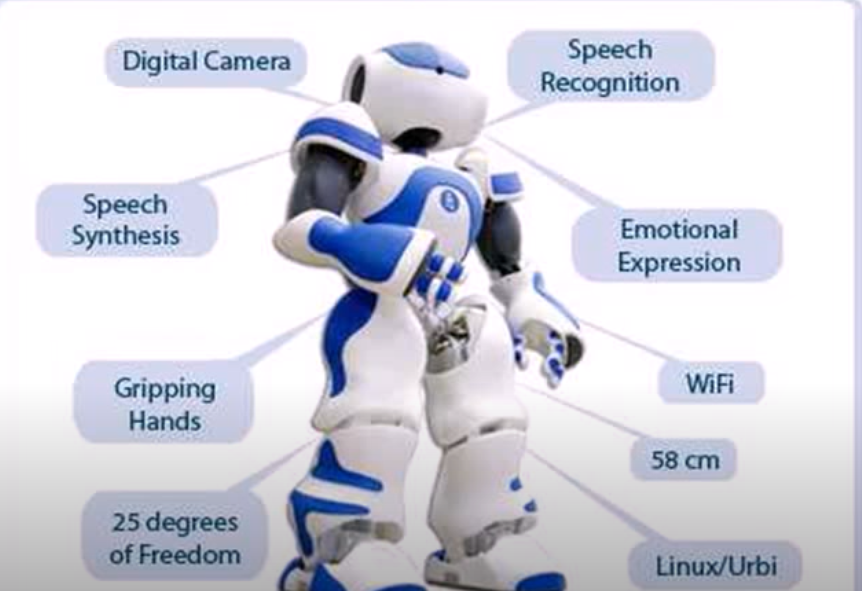 Digital Camera
Speech
Recognition
Speech
Synthesis
Emotional
Expression
Gripping
Hands
WiFi
58 cm
25 degrees
of Freedom
Linux/Urbi